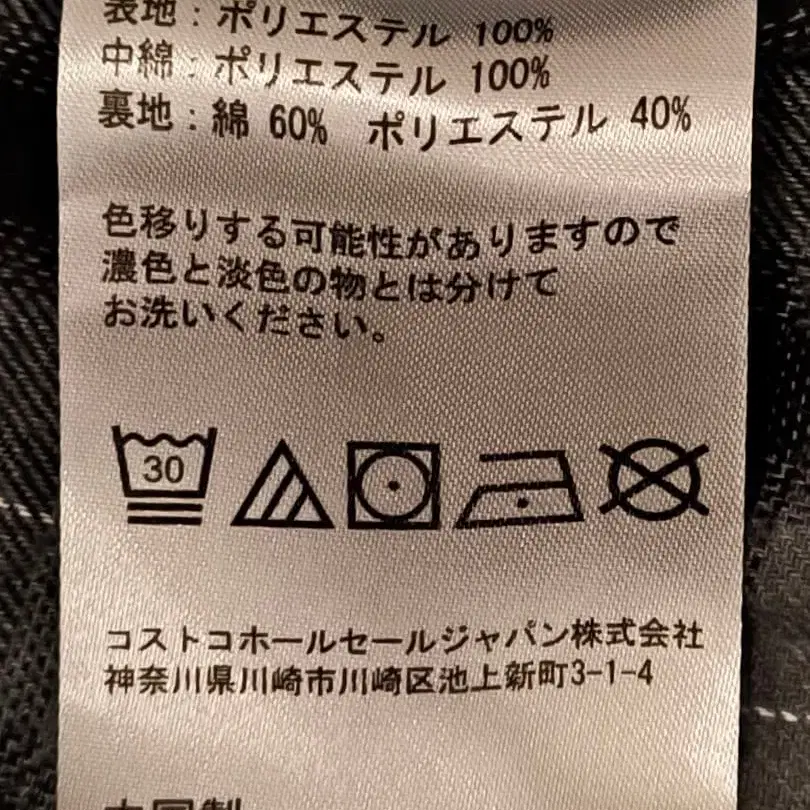 表地：ポリエステル 100%
中綿：ポリエステル 100%
裏地：綿 60% ポリエステル 40%
色移りする可能性がありますので
濃色と淡色の物とは分けて
お洗いください。
30
コストコホールセールジャパン株式会社
神奈川県川崎市川崎区池上新町3-1-4
中国製